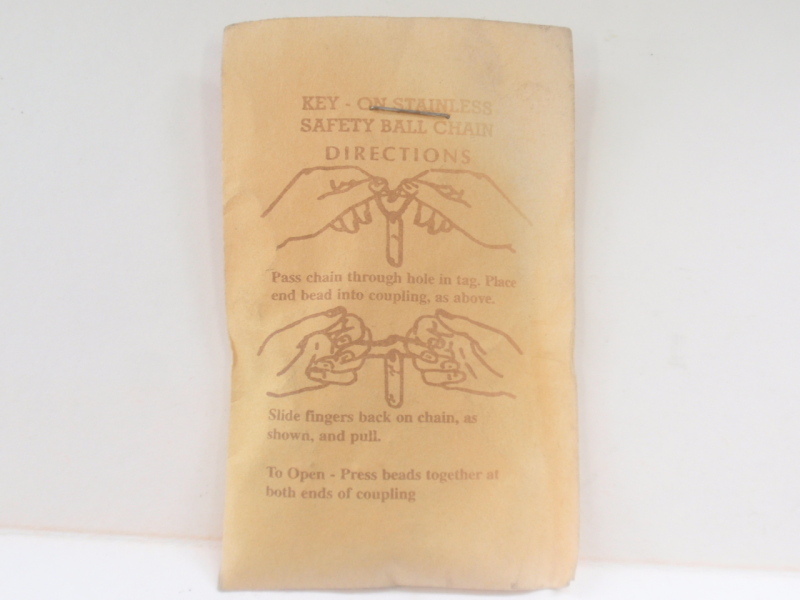 KEY - ON STAINLESS
SAFETY BALL CHAIN
DIRECTIONS
Pass chain through hole in tag. Place
end bead into coupling, as above.
Slide fingers back on chain, as
shown, and pull.
To Open - Press beads together at
both ends of coupling